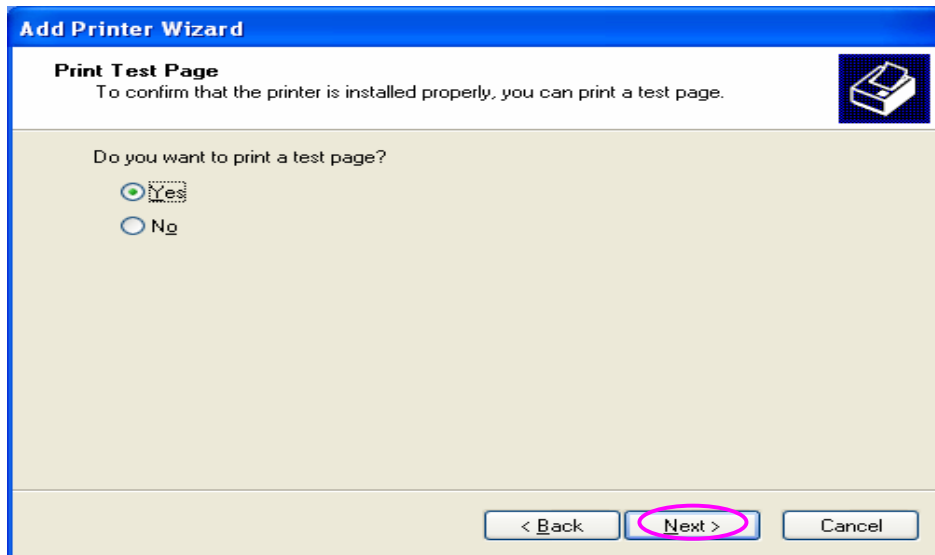 Add Printer Wizard
Print Test Page
To confirm that the printer is installed properly, you can print a test page.
Do you want to print a test page?
Yes
No
< Back Next > Cancel